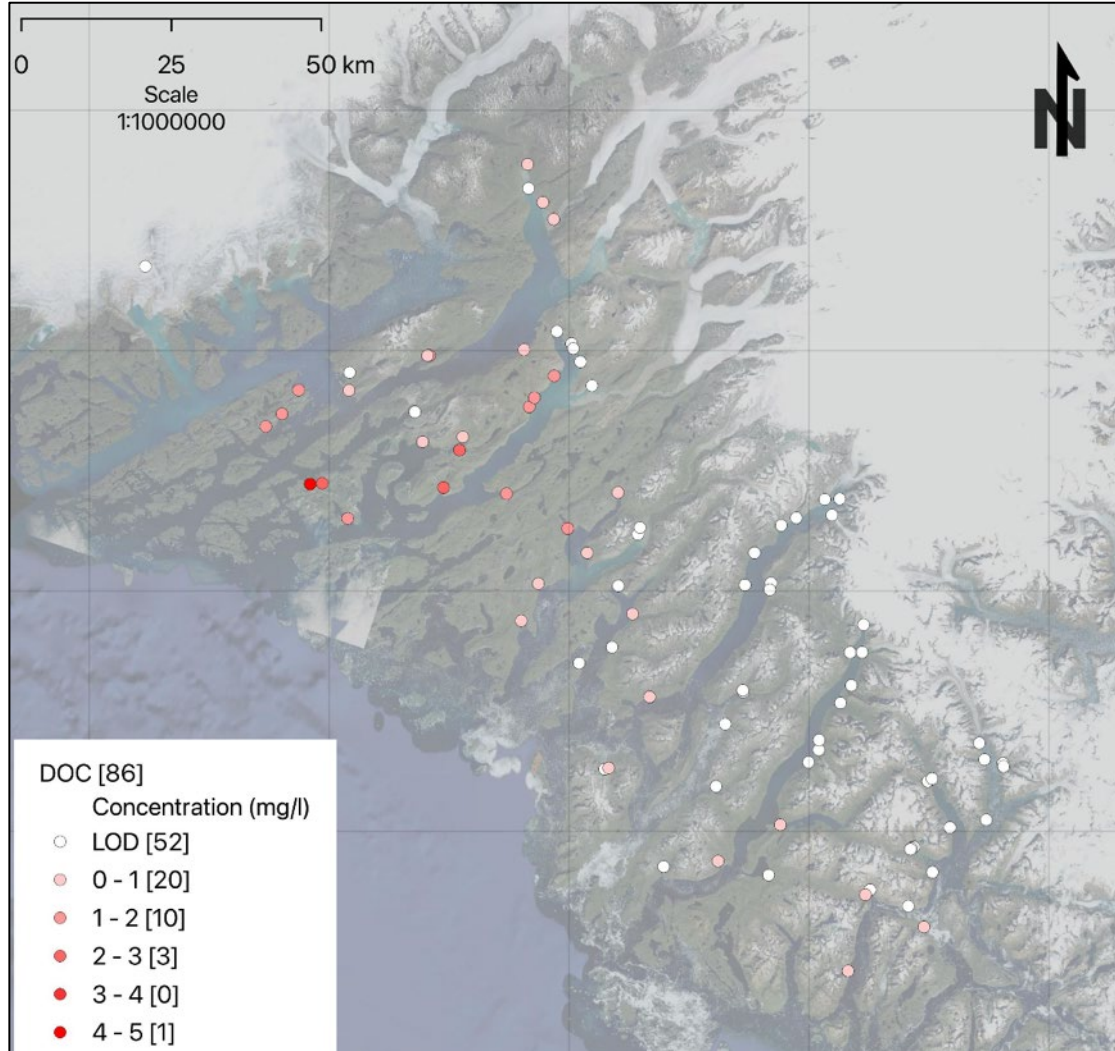 0 25 50 km
Scale
1:1000000
N
DOC [86]
Concentration (mg/l)
LOD [52]
0 - 1 [20]
1 - 2 [10]
2 - 3 [3]
3 - 4 [0]
4 - 5 [1]